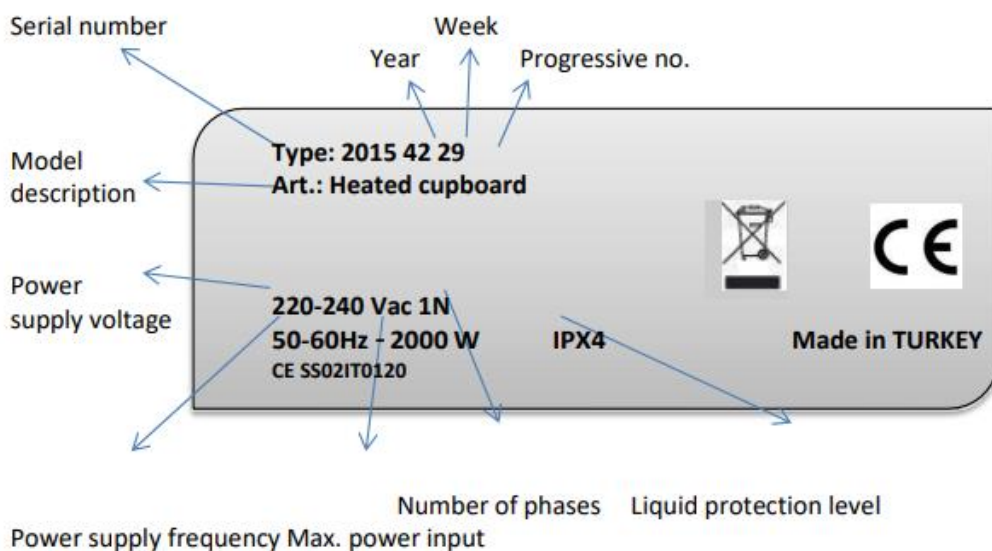 Serial number
Week
Year
Progressive no.
Type: 2015 42 29
Model
description
Art.: Heated cupboard
CE
Power
supply voltage
220-240 Vac 1N
50-60Hz - 2000 W IPX4 Made in TURKEY
CE SS02IT0120
Number of phases Liquid protection level
Power supply frequency Max. power input